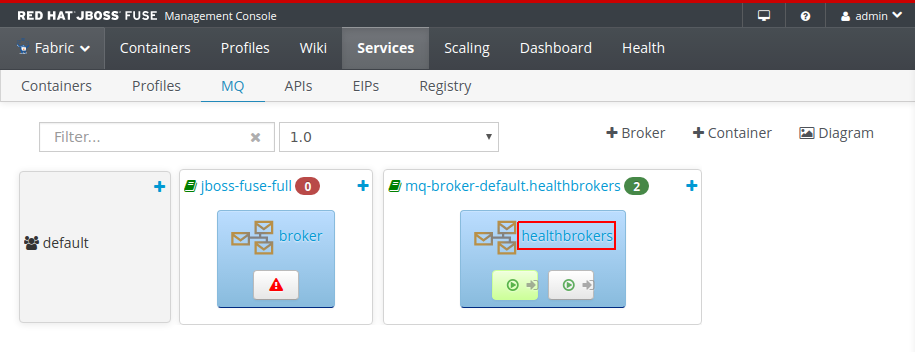 RED HAT JBOSS FUSE Management Console admin
Fabric Containers Profiles Wiki Services Scaling Dashboard Health
Containers Profiles MQ APIs EIPs Registry
Filter... 1.0 Broker Container Diagram
default
jboss-fuse-full 0
broker
mq-broker-default.healthbrokers 2
healthbrokers